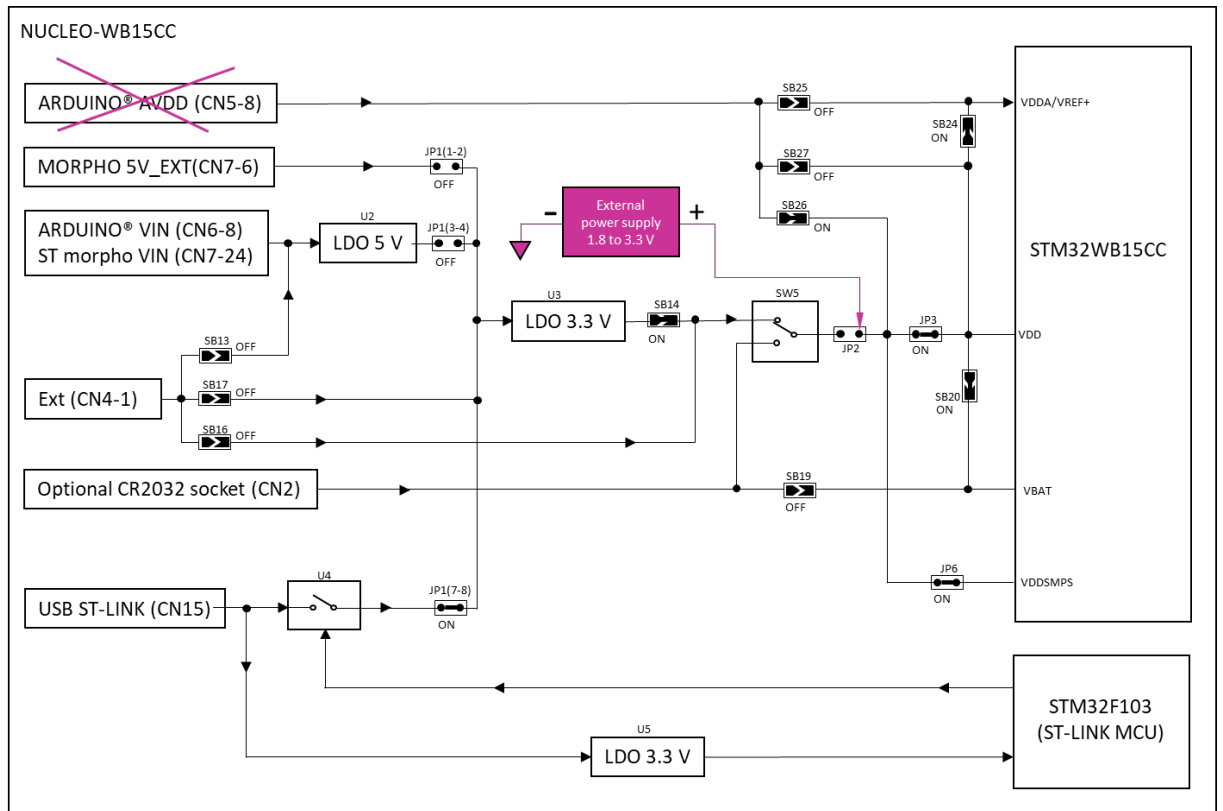 NUCLEO-WB15CC
ARDUINO® AVDD (CN5-8)
SB25
OFF
VDDA/VREF+
SB24
ON
MORPHO 5V_EXT(CN7-6)
JP1(1-2)
OFF
SB27
OFF
SB26
ON
External
power supply
1.8 to 3.3 V
−
+
ARDUINO® VIN (CN6-8)
ST morpho VIN (CN7-24)
U2
LDO 5 V
JP1(3-4)
OFF
STM32WB15CC
U3
LDO 3.3 V
SB14
ON
SW5
JP2
JP3
ON
VDD
SB13
OFF
Ext (CN4-1)
SB17
OFF
SB16
OFF
SB20
ON
Optional CR2032 socket (CN2)
SB19
OFF
VBAT
USB ST-LINK (CN15)
U4
JP1(7-8)
ON
JP6
ON
VDDSMPS
U5
LDO 3.3 V
STM32F103
(ST-LINK MCU)